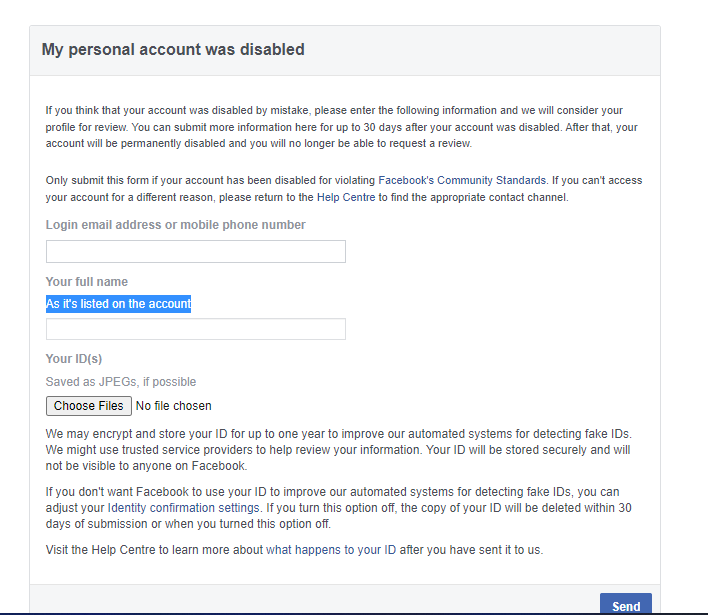 My personal account was disabled
If you think that your account was disabled by mistake, please enter the following information and we will consider your
profile for review. You can submit more information here for up to 30 days after your account was disabled. After that, your
account will be permanently disabled and you will no longer be able to request a review.
Only submit this form if your account has been disabled for violating Facebook's Community Standards. If you can't access
your account for a different reason, please return to the Help Centre to find the appropriate contact channel.
Login email address or mobile phone number
Your full name
As it's listed on the account
Your ID(s)
Saved as JPEGs, if possible
Choose Files No file chosen
We may encrypt and store your ID for up to one year to improve our automated systems for detecting fake IDs.
We might use trusted service providers to help review your information. Your ID will be stored securely and will
not be visible to anyone on Facebook.
If you don't want Facebook to use your ID to improve our automated systems for detecting fake IDs, you can
adjust your Identity confirmation settings. If you turn this option off, the copy of your ID will be deleted within 30
days of submission or when you turned this option off.
Visit the Help Centre to learn more about what happens to your ID after you have sent it to us.
Send